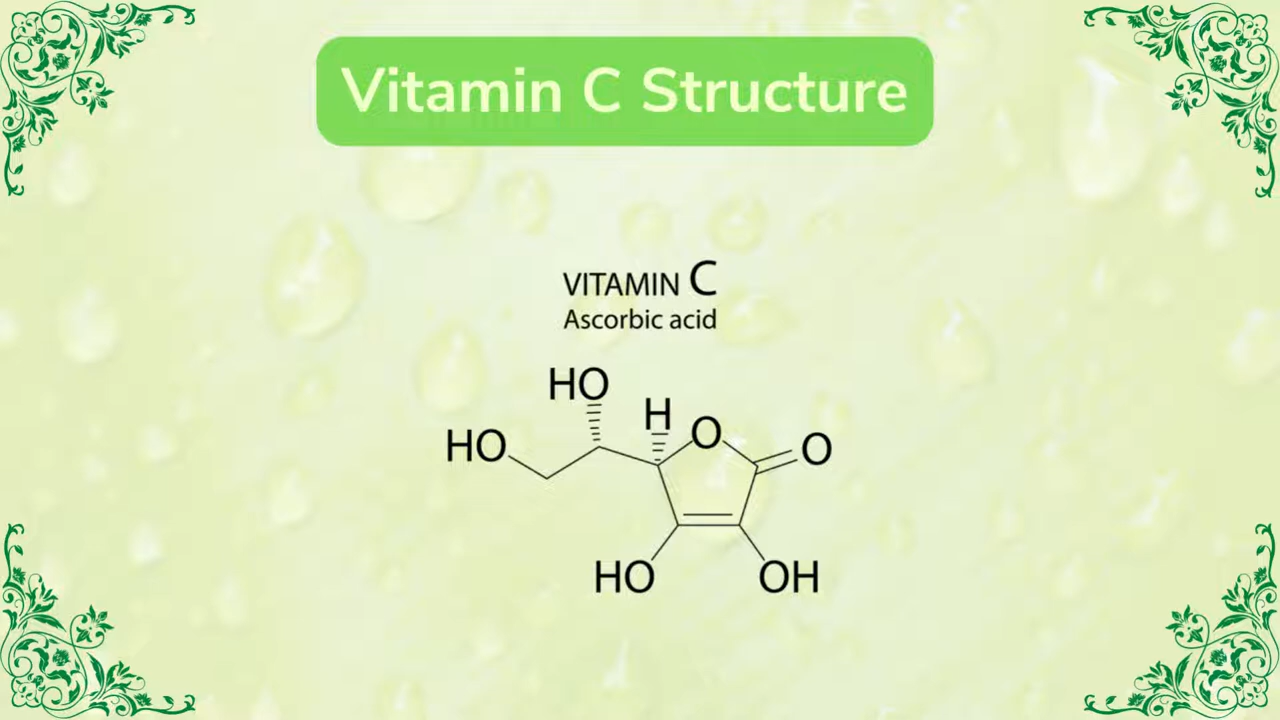 Vitamin C Structure
VITAMIN C
Ascorbic acid
HO
H
O
HO
O
HO
OH